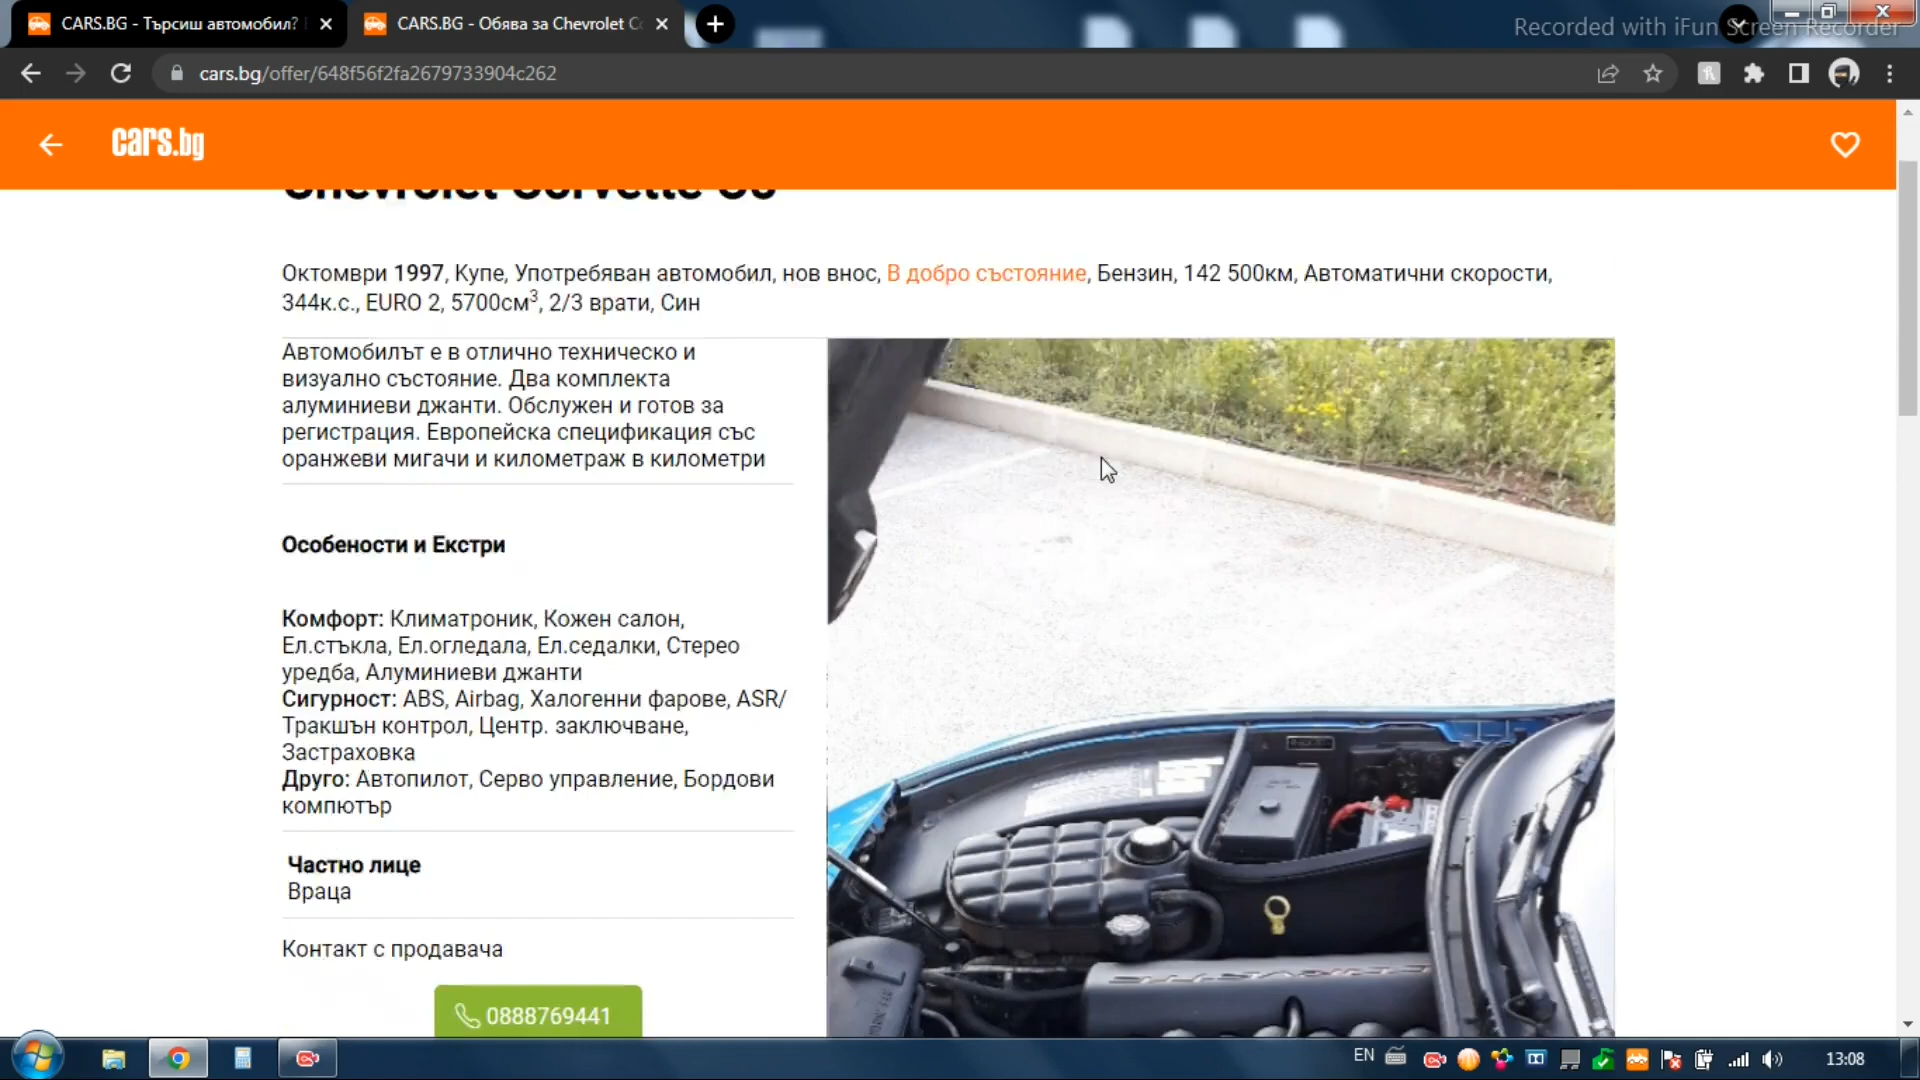 CARS.BG - Търсиш автомобил?
CARS.BG - Обява за Chevrolet Co
Recorded with iFun Screen Recorder
cars.bg/offer/648f56f2fa2679733904c262
cars.bg
Chevrolet Corvette
Октомври 1997, Купе, Употребяван автомобил, нов внос, В добро състояние, Бензин, 142 500км, Автоматични скорости,
344к.с., EURO 2, 5700см³, 2/3 врати, Син
Автомобилът е в отлично техническо и
визуално състояние. Два комплекта
алуминиеви джанти. Обслужен и готов за
регистрация. Европейска спецификация със
оранжеви мигачи и километраж в километри
Особености и Екстри
Комфорт: Климатроник, Кожен салон,
Ел.стъкла, Ел.огледала, Ел.седалки, Стерео
уредба, Алуминиеви джанти
Сигурност: ABS, Airbag, Халогенни фарове, ASR/
Тракшън контрол, Центр. заключване,
Застраховка
Друго: Автопилот, Серво управление, Бордови
компютър
Частно лице
Враца
Контакт с продавача
0888769441
EN
13:08